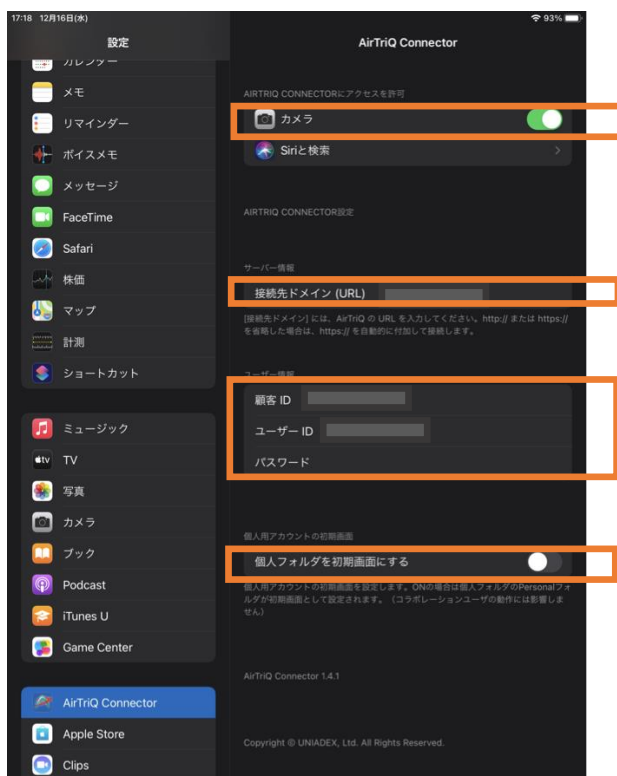 17:18 12月16日(水)
93%
設定
AirTriQ Connector
カレンダー
メモ
リマインダー
ボイスメモ
メッセージ
FaceTime
Safari
株価
マップ
計測
ショートカット
ミュージック
tv
TV
写真
カメラ
ブック
Podcast
iTunes U
Game Center
AirTriQ Connector
Apple Store
Clips
AIRTRIQ CONNECTORにアクセスを許可
カメラ
Siriと検索
AIRTRIQ CONNECTOR設定
サーバー情報
接続先ドメイン (URL)
[接続先ドメイン] には、AirTriQ の URL を入力してください。http:// または https://
を省略した場合は、https:// を自動的に付加して接続します。
ユーザー情報
顧客 ID
ユーザー ID
パスワード
個人用アカウントの初期画面
個人フォルダを初期画面にする
個人用アカウントの初期画面を設定します。ONの場合は個人フォルダのPersonalフォ
ルダが初期画面として設定されます。（コラボレーションユーザの動作には影響しま
せん）
AirTriQ Connector 1.4.1
Copyright © UNIADEX, Ltd. All Rights Reserved.